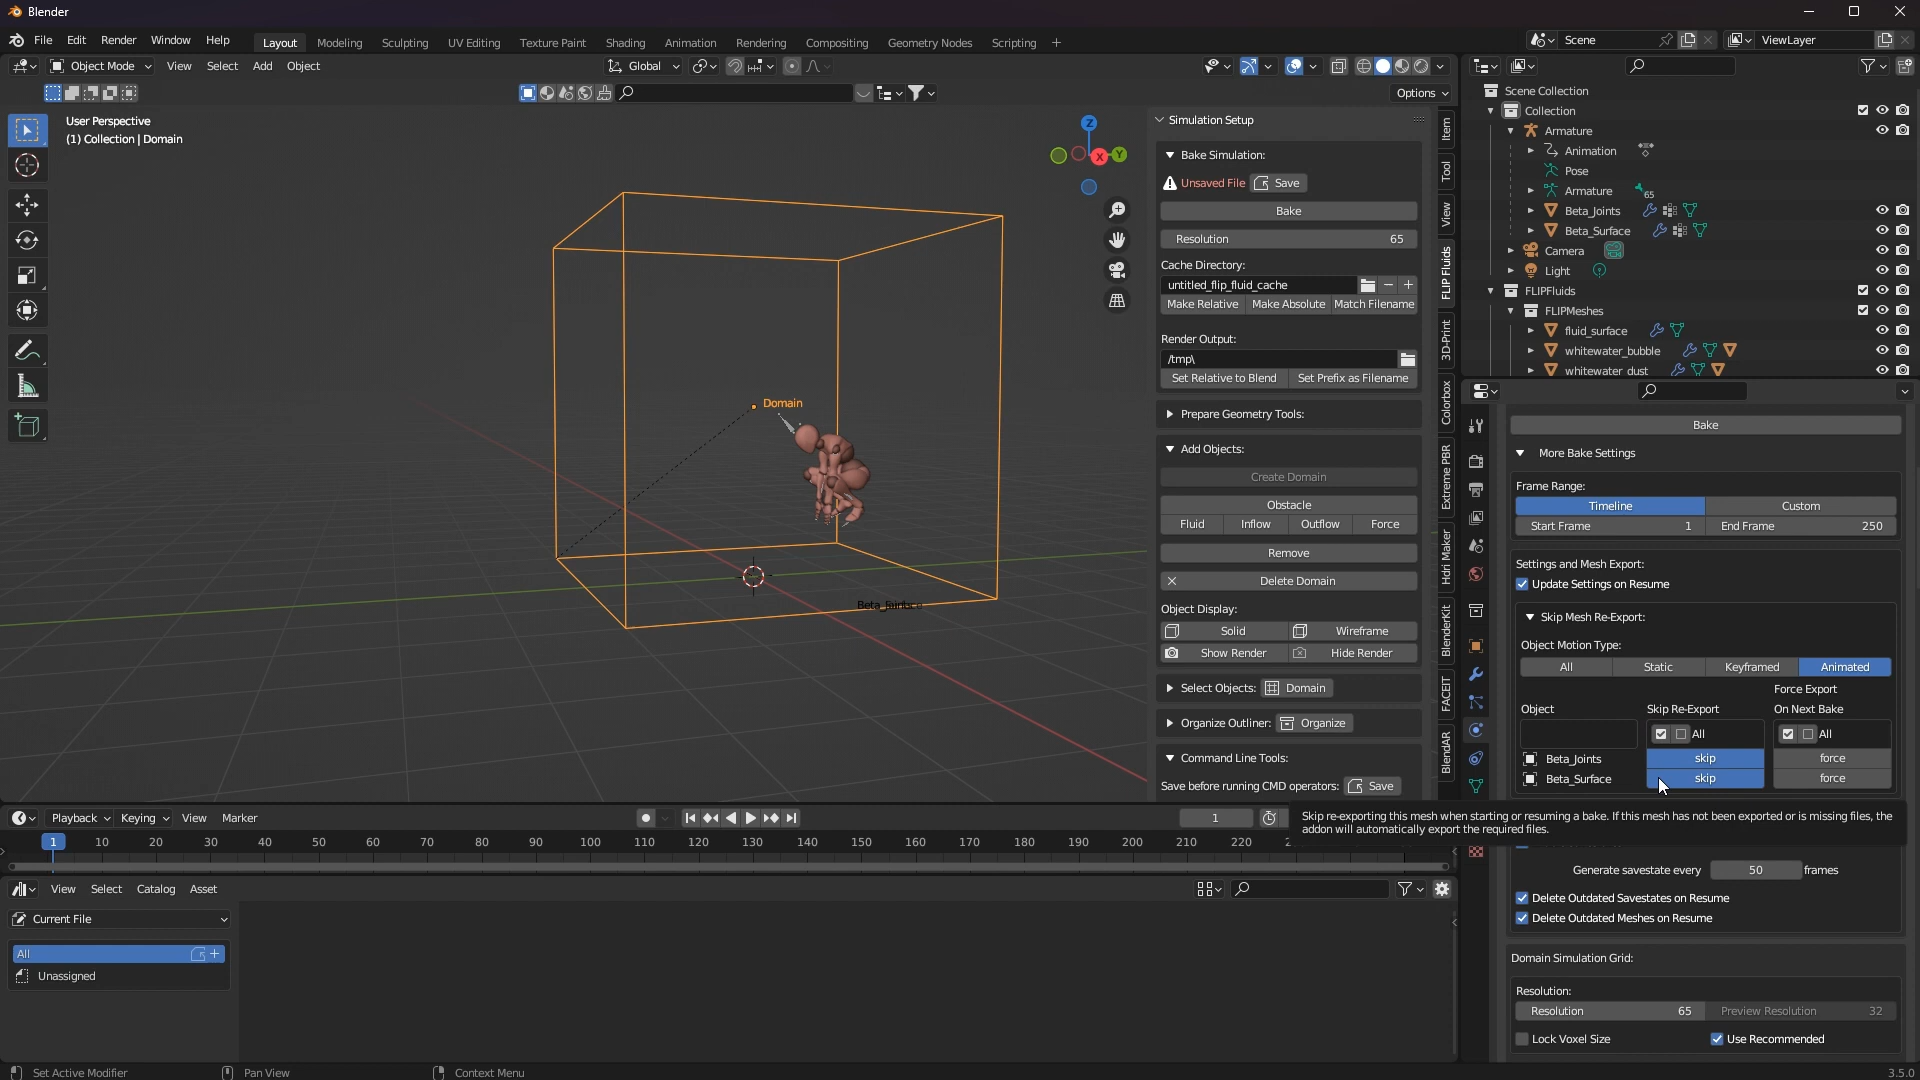 Blender
File Edit Render Window Help
Layout Modeling Sculpting UV Editing Texture Paint Shading Animation Rendering Compositing Geometry Nodes Scripting +
Scene
ViewLayer
Object Mode View Select Add Object
Global
Options
User Perspective
(1) Collection | Domain
Z
X
Y
Domain
Simulation Setup
Bake Simulation:
Unsaved File Save
Bake
Resolution 65
Cache Directory:
untitled_flip_fluid_cache
Make Relative Make Absolute Match Filename
Render Output:
/tmp\
Set Relative to Blend Set Prefix as Filename
Prepare Geometry Tools:
Add Objects:
Create Domain
Obstacle
Fluid Inflow Outflow Force
Remove
Delete Domain
Object Display:
Solid Wireframe
Show Render Hide Render
Select Objects: Domain
Organize Outliner: Organize
Command Line Tools:
Save before running CMD operators: Save
Item
Tool
View
FLIP Fluids
3D-Print
Colorbox
Extreme PBR
Hdri Maker
BlenderKit
FACEIT
BlendAR
Scene Collection
Collection
Armature
Animation
Pose
Armature 65
Beta_Joints
Beta_Surface
Camera
Light
FLIPFluids
FLIPMeshes
fluid_surface
whitewater_bubble
whitewater_dust
Bake
More Bake Settings
Frame Range:
Timeline Custom
Start Frame 1 End Frame 250
Settings and Mesh Export:
Update Settings on Resume
Skip Mesh Re-Export:
Object Motion Type:
All Static Keyframed Animated
Force Export
Object Skip Re-Export On Next Bake
All All
Beta_Joints skip force
Beta_Surface skip force
Skip re-exporting this mesh when starting or resuming a bake. If this mesh has not been exported or is missing files, the
addon will automatically export the required files.
Generate savestate every 50 frames
Delete Outdated Savestates on Resume
Delete Outdated Meshes on Resume
Domain Simulation Grid:
Resolution:
Resolution 65 Preview Resolution 32
Lock Voxel Size Use Recommended
Playback Keying View Marker
1
1 10 20 30 40 50 60 70 80 90 100 110 120 130 140 150 160 170 180 190 200 210 220
View Select Catalog Asset
Current File
All
Unassigned
Set Active Modifier Pan View Context Menu
3.5.0